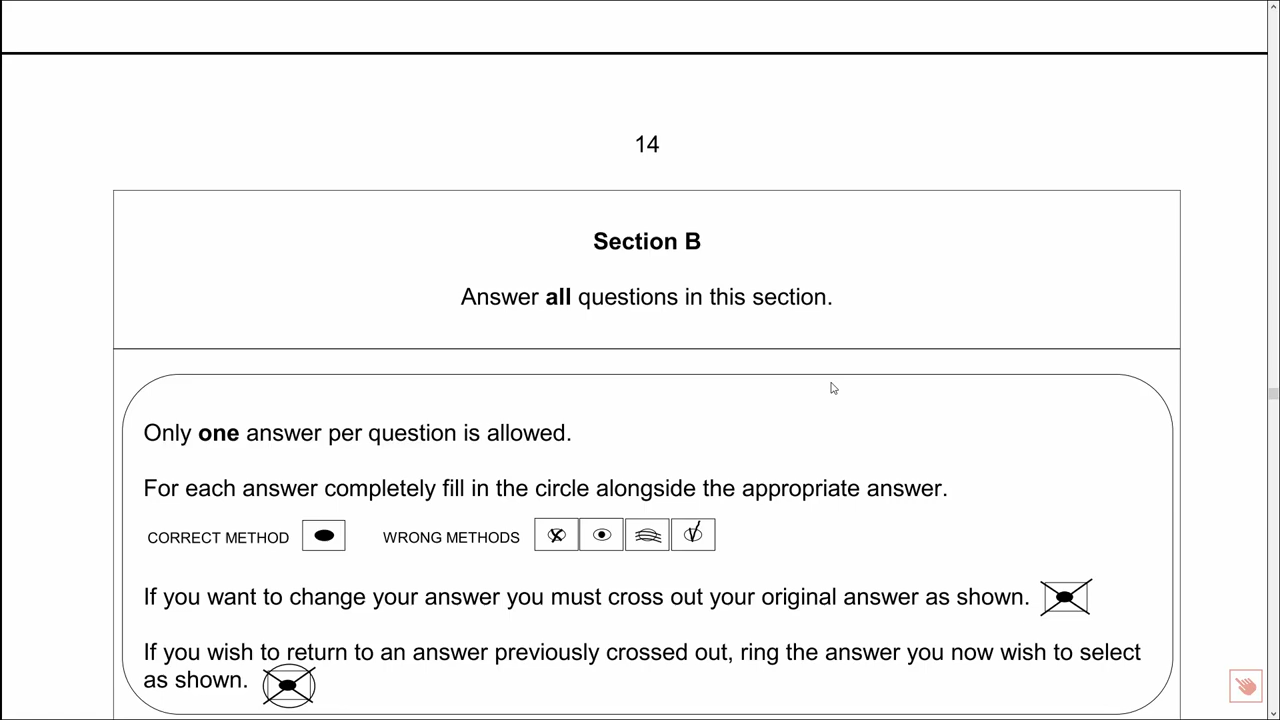 14
Section B
Answer all questions in this section.
Only one answer per question is allowed.
For each answer completely fill in the circle alongside the appropriate answer.
CORRECT METHOD WRONG METHODS
If you want to change your answer you must cross out your original answer as shown.
If you wish to return to an answer previously crossed out, ring the answer you now wish to select
as shown.